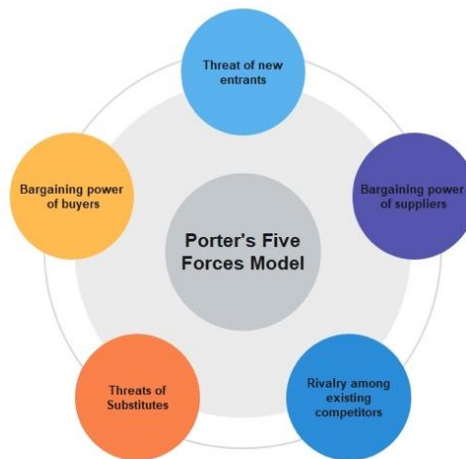 Threat of new
entrants
Bargaining power
of buyers
Bargaining power
of suppliers
Porter's Five
Forces Model
Threats of
Substitutes
Rivalry among
existing
competitors